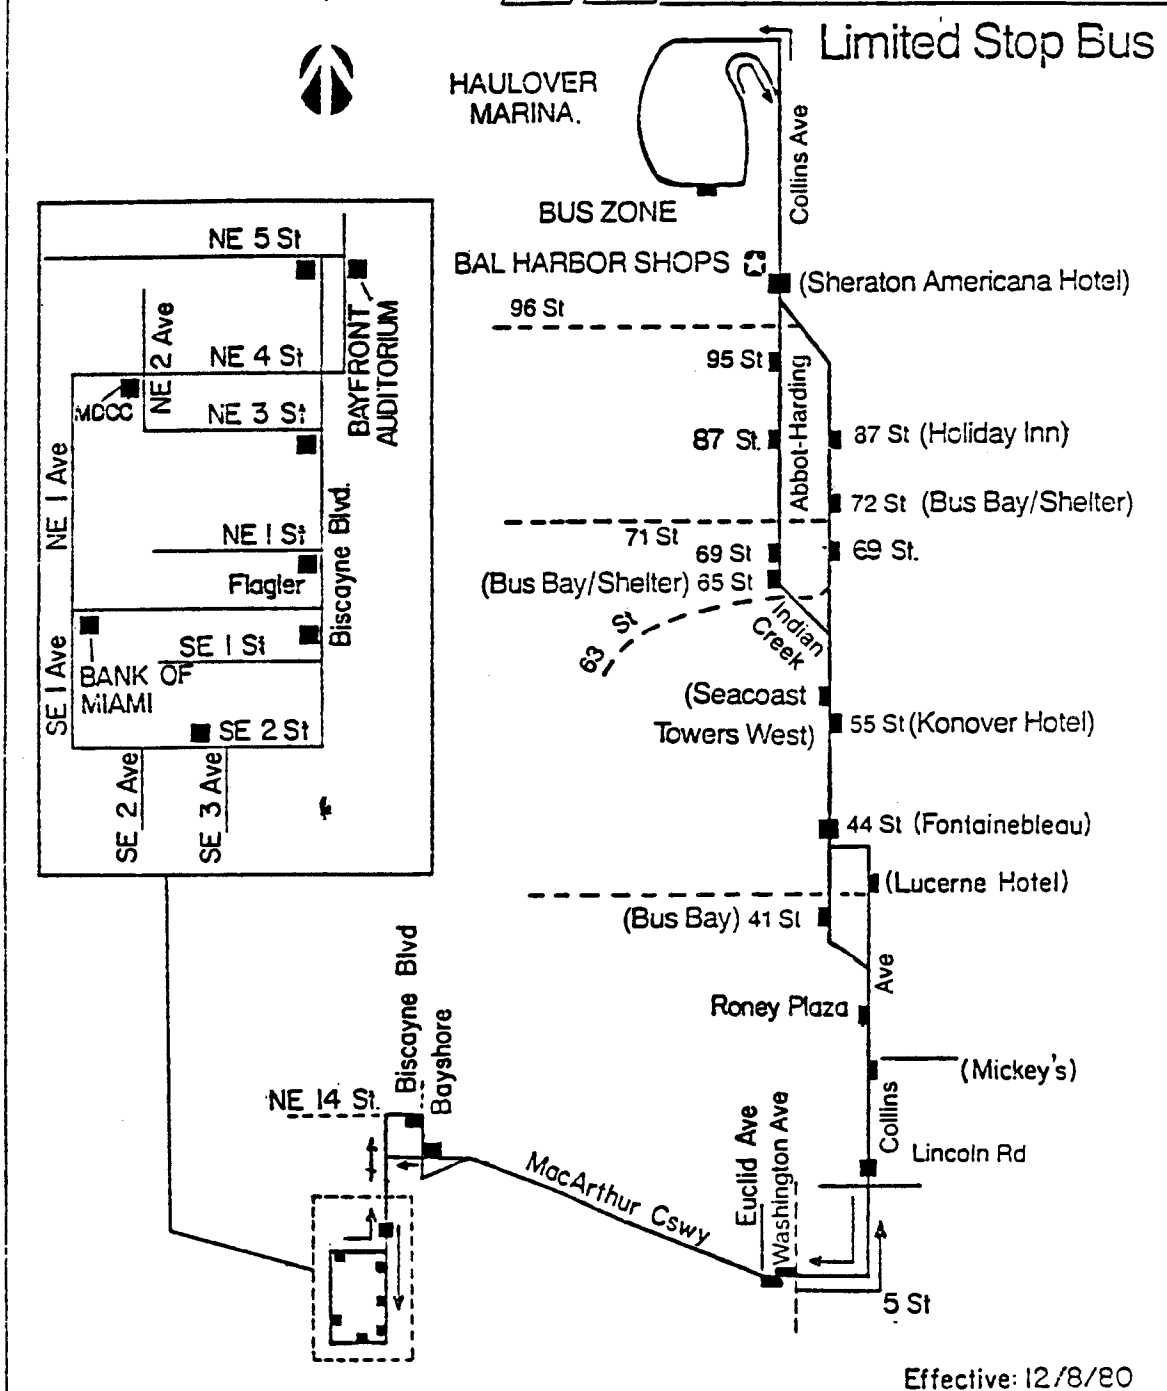 Limited Stop Bus
HAULOVER
MARINA.
Collins Ave
BUS ZONE
BAL HARBOR SHOPS
(Sheraton Americana Hotel)
96 St
95 St
Abbot-Harding
87 St.
87 St (Holiday Inn)
72 St (Bus Bay/Shelter)
71 St
69 St
69 St.
(Bus Bay/Shelter) 65 St
63 St
Indian
Creek
(Seacoast
Towers West)
55 St (Konover Hotel)
44 St (Fontainebleau)
(Lucerne Hotel)
(Bus Bay) 41 St
Collins Ave
Roney Plaza
(Mickey's)
Lincoln Rd
Euclid Ave
Washington Ave
5 St
MacArthur Cswy
Biscayne Blvd
Bayshore
NE 14 St.
NE 5 St
NE 2 Ave
NE 4 St
BAYFRONT
AUDITORIUM
MDCC
NE 3 St
NE 1 Ave
NE 1 St
Biscayne Blvd.
Flagler
SE 1 Ave
SE 1 St
BANK OF
MIAMI
SE 2 St
SE 2 Ave
SE 3 Ave
Effective: 12/8/80